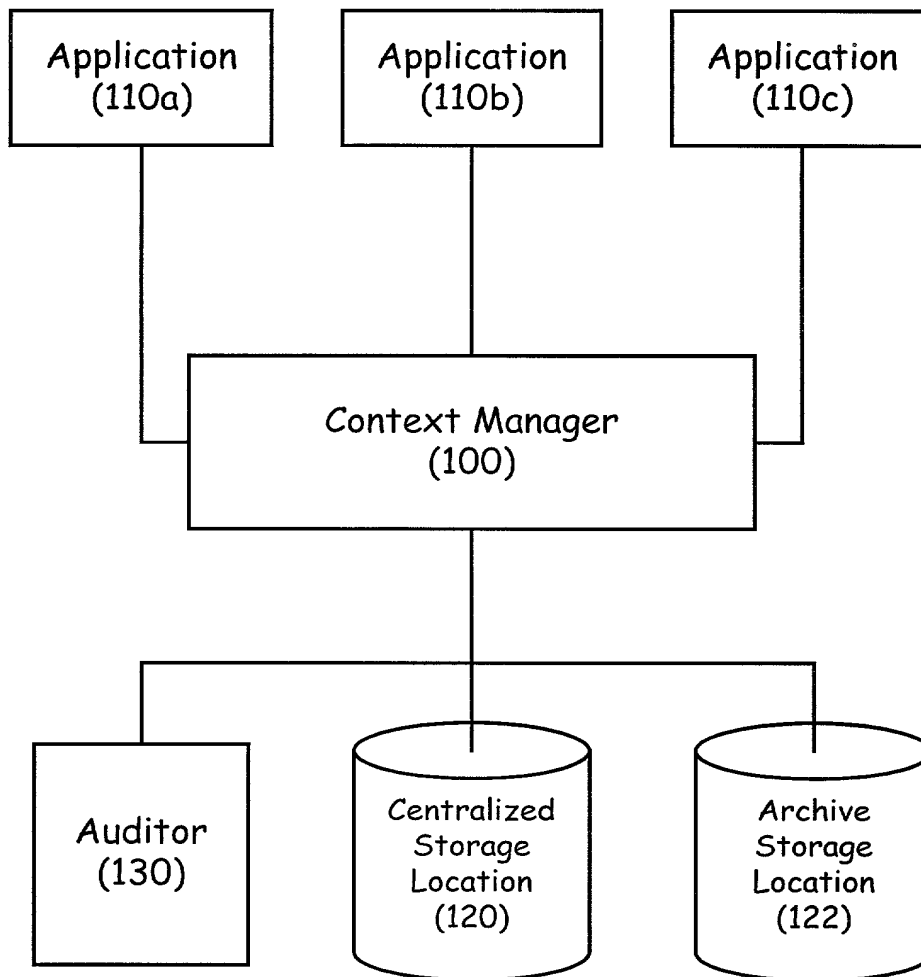 Application
(110a)
Application
(110b)
Application
(110c)
Context Manager
(100)
Auditor
(130)
Centralized
Storage
Location
(120)
Archive
Storage
Location
(122)